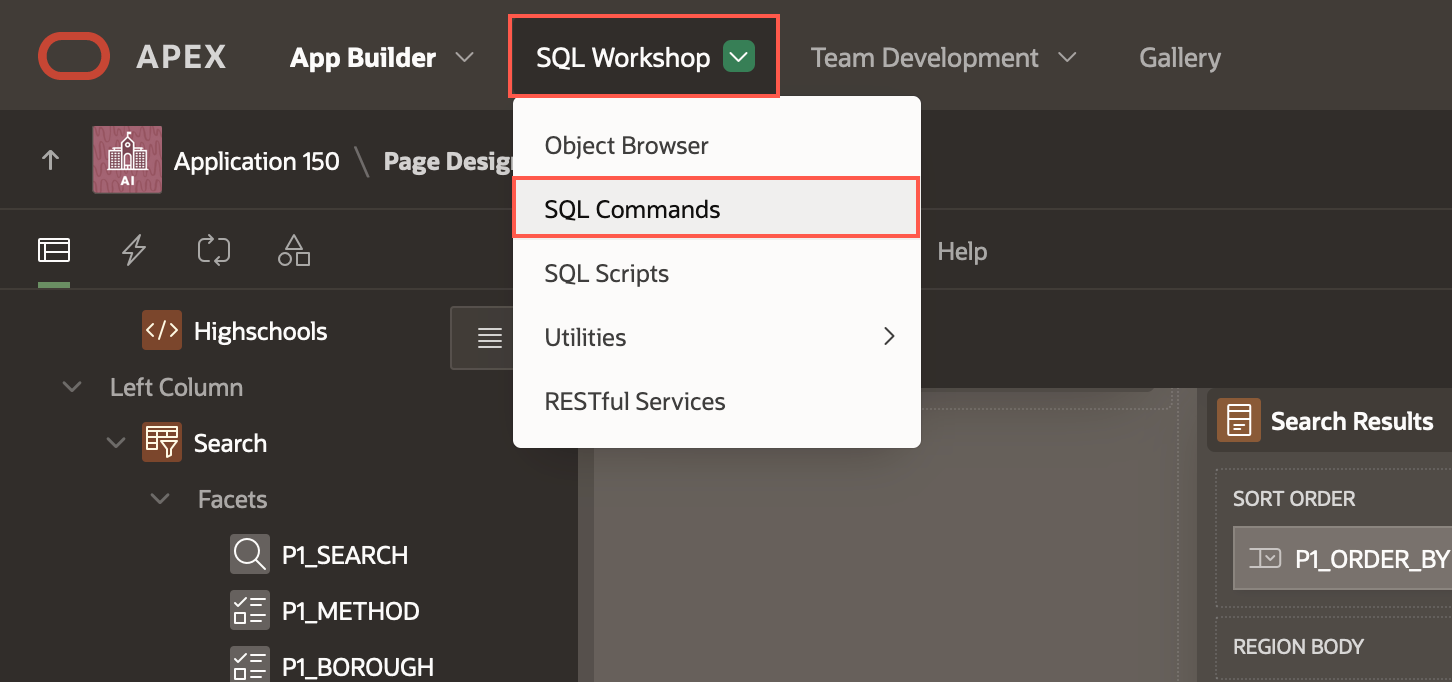 APEX App Builder SQL Workshop Team Development Gallery
Object Browser
AI Application 150 \ Page Desig
SQL Commands
Help
SQL Scripts
Highschools
Utilities
Left Column
RESTful Services
Search Results
Search
Facets
SORT ORDER
P1_SEARCH
P1_ORDER_BY
P1_METHOD
REGION BODY
P1_BOROUGH